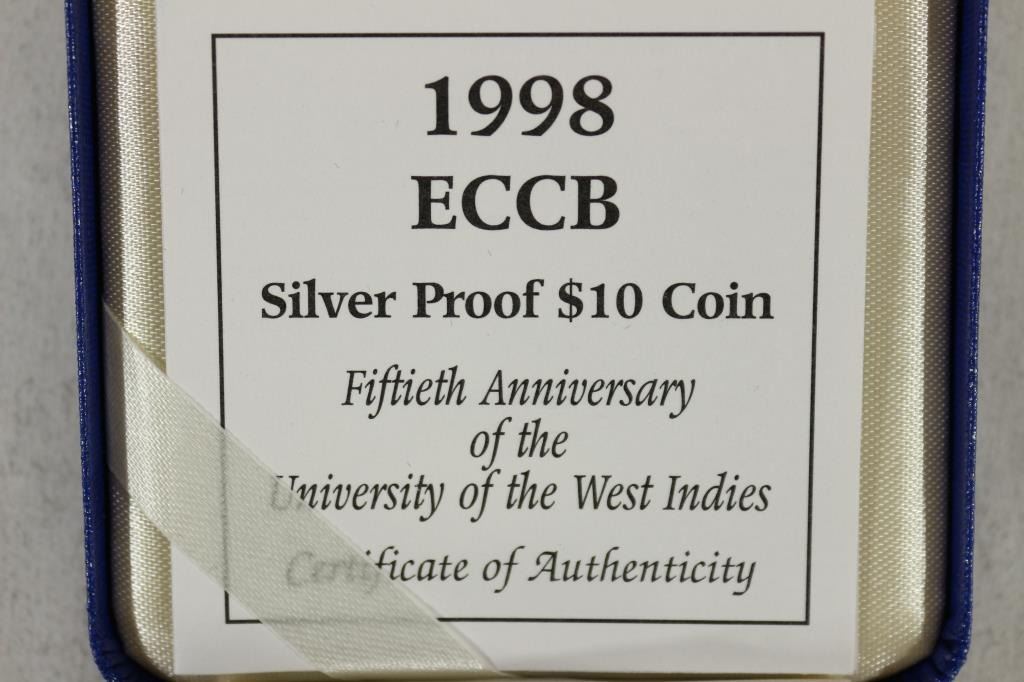 1998
ECCB
Silver Proof $10 Coin
Fiftieth Anniversary
of the
University of the West Indies
Certificate of Authenticity